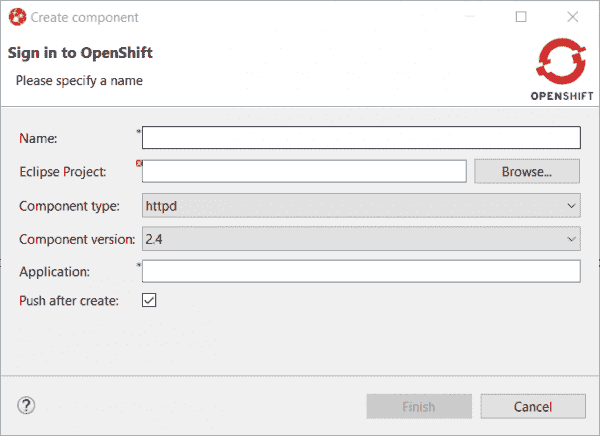 Create component
Sign in to OpenShift
Please specify a name
OPENSHIFT
Name: *
Eclipse Project: Browse...
Component type: httpd
Component version: 2.4
Application: *
Push after create:
? Finish Cancel